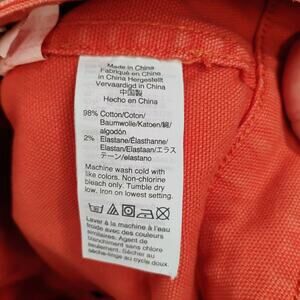 Made in China
Fabriqué en Chine
In China Hergestellt
Vervaardigd in China
中国製
Hecho en China
98% Cotton/Coton/
Baumwolle/Katoen/綿/
algodón
2% Elastane/Élasthanne/
Elastan/Elastaan/エラス
テーン/elastano
Machine wash cold with
like colors. Non-chlorine
bleach only. Tumble dry
low. Iron on lowest setting.
Laver à la machine à l'eau
froide avec des couleurs
similaires. Agent de
blanchiment sans chlore
seulement. Sécher au
sèche-linge au cycle doux.